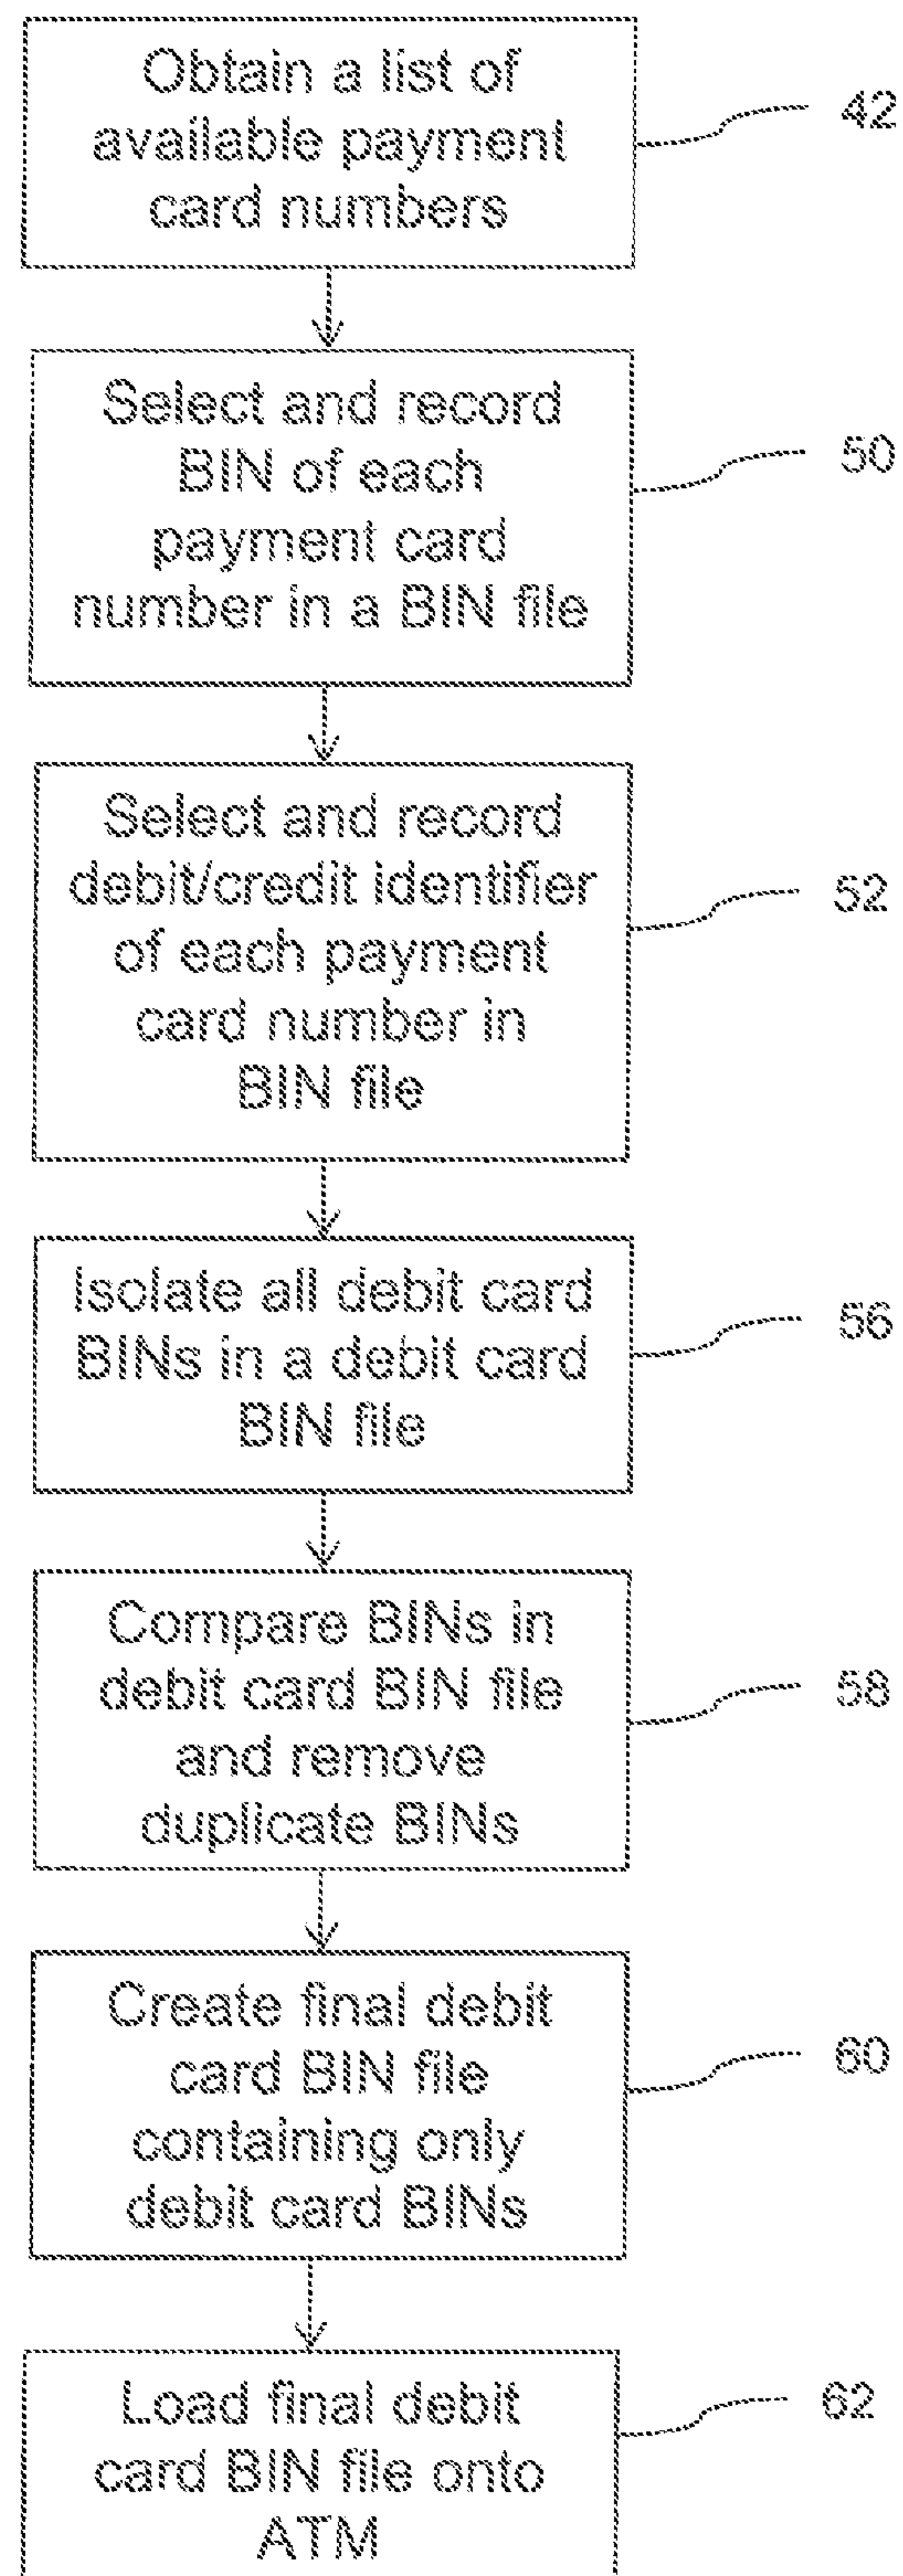 Obtain a list of
available payment
card numbers
42
Select and record
BIN of each
payment card
number in a BIN file
50
Select and record
debit/credit identifier
of each payment
card number in
BIN file
52
Isolate all debit card
BINs in a debit card
BIN file
56
Compare BINs in
debit card BIN file
and remove
duplicate BINs
58
Create final debit
card BIN file
containing only
debit card BINs
60
Load final debit
card BIN file onto
ATM
62